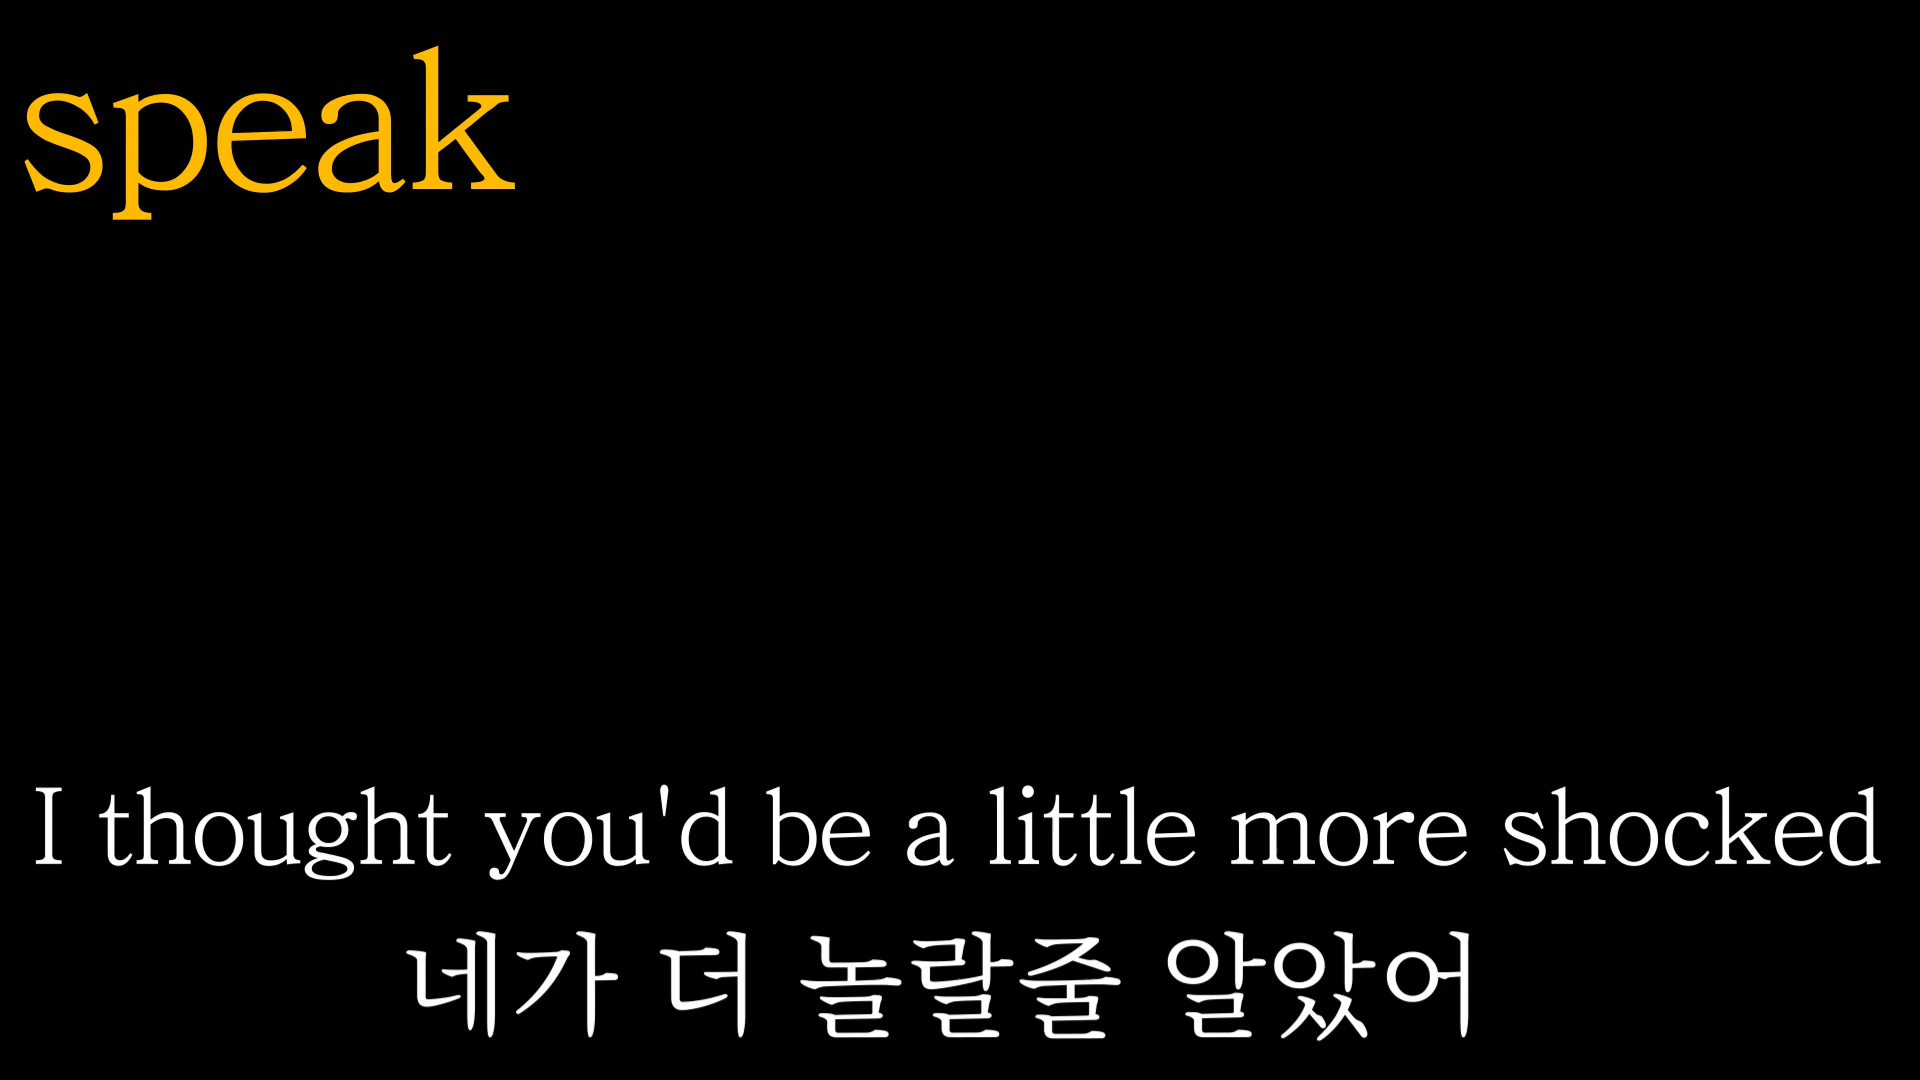 speak
I thought you'd be a little more shocked
네가 더 놀랄줄 알았어